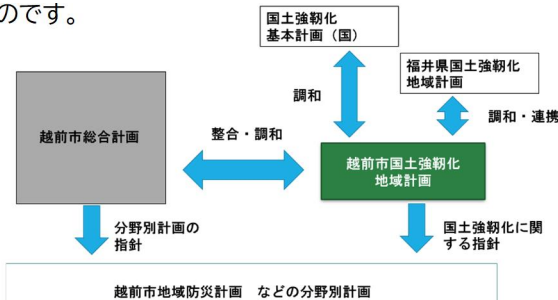 のです。
国土強靭化
基本計画（国）
福井県国土強靭化
地域計画
調和
調和・連携
越前市総合計画
整合・調和
越前市国土強靭化
地域計画
分野別計画の
指針
国土強靭化に関
する指針
越前市地域防災計画　などの分野別計画